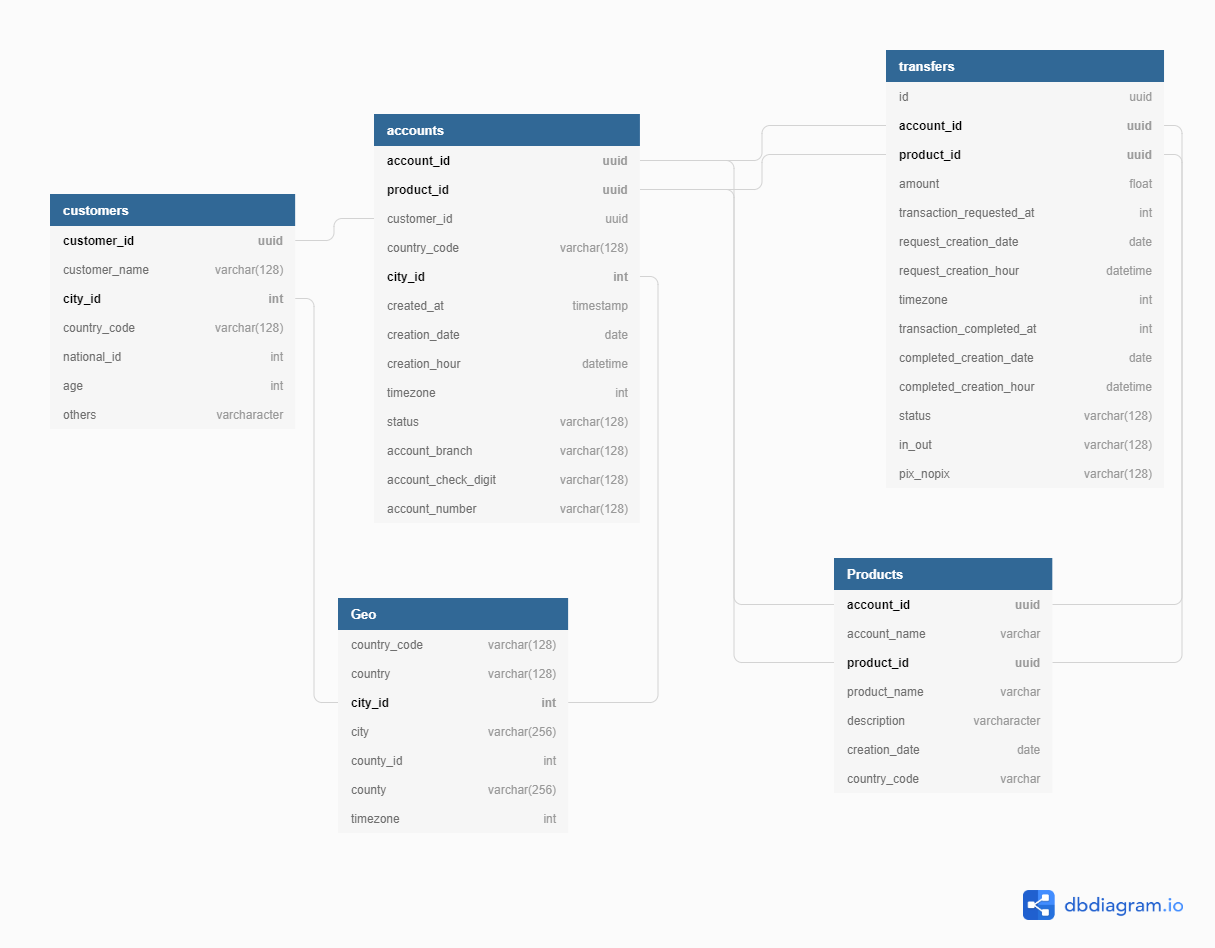 customers
customer_id uuid
customer_name varchar(128)
city_id int
country_code varchar(128)
national_id int
age int
others varcharacter
accounts
account_id uuid
product_id uuid
customer_id uuid
country_code varchar(128)
city_id int
created_at timestamp
creation_date date
creation_hour datetime
timezone int
status varchar(128)
account_branch varchar(128)
account_check_digit varchar(128)
account_number varchar(128)
transfers
id uuid
account_id uuid
product_id uuid
amount float
transaction_requested_at int
request_creation_date date
request_creation_hour datetime
timezone int
transaction_completed_at int
completed_creation_date date
completed_creation_hour datetime
status varchar(128)
in_out varchar(128)
pix_nopix varchar(128)
Geo
country_code varchar(128)
country varchar(128)
city_id int
city varchar(256)
county_id int
county varchar(256)
timezone int
Products
account_id uuid
account_name varchar
product_id uuid
product_name varchar
description varcharacter
creation_date date
country_code varchar
dbdiagram.io